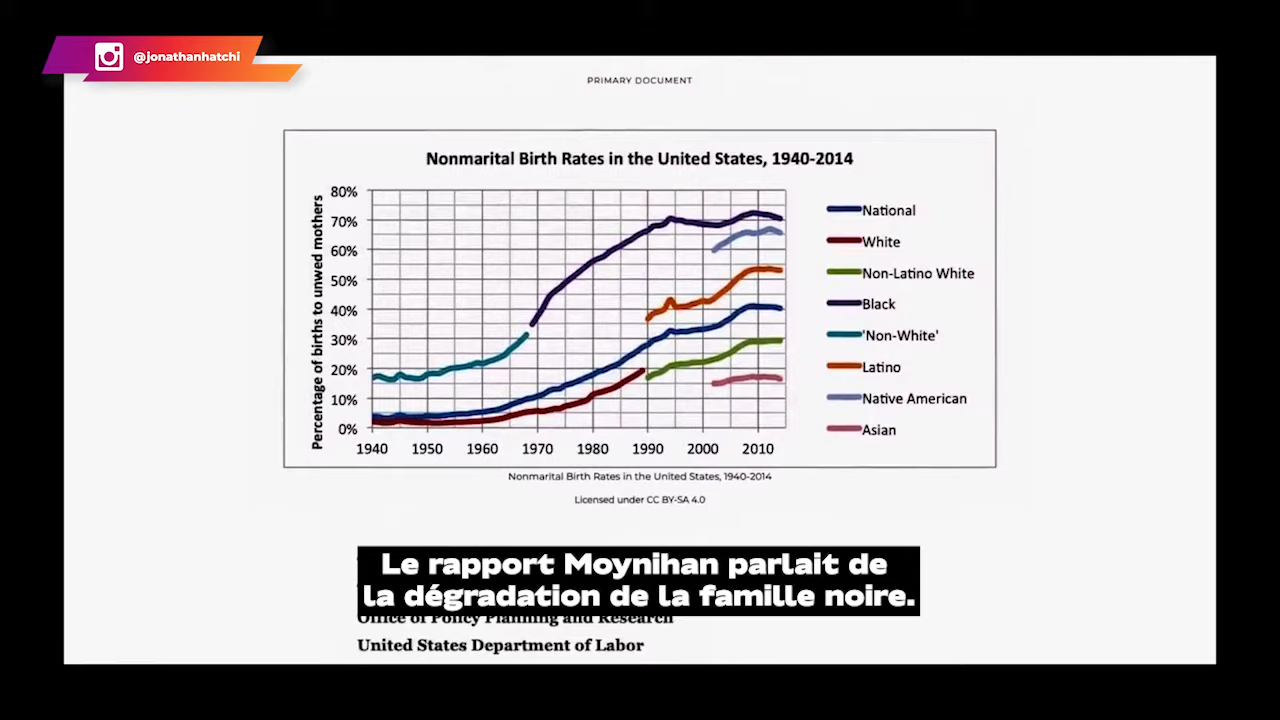 @jonathanhatchi
PRIMARY DOCUMENT
Nonmarital Birth Rates in the United States, 1940-2014
Percentage of births to unwed mothers
80%
70%
60%
50%
40%
30%
20%
10%
0%
1940 1950 1960 1970 1980 1990 2000 2010
National
White
Non-Latino White
Black
'Non-White'
Latino
Native American
Asian
Nonmarital Birth Rates in the United States, 1940-2014
Licensed under CC BY-SA 4.0
Le rapport Moynihan parlait de
la dégradation de la famille noire.
Office of Policy Planning and Research
United States Department of Labor